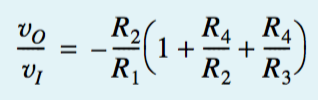 v_O / v_I = − R_2 / R_1 ( 1 + R_4 / R_2 + R_4 / R_3 )